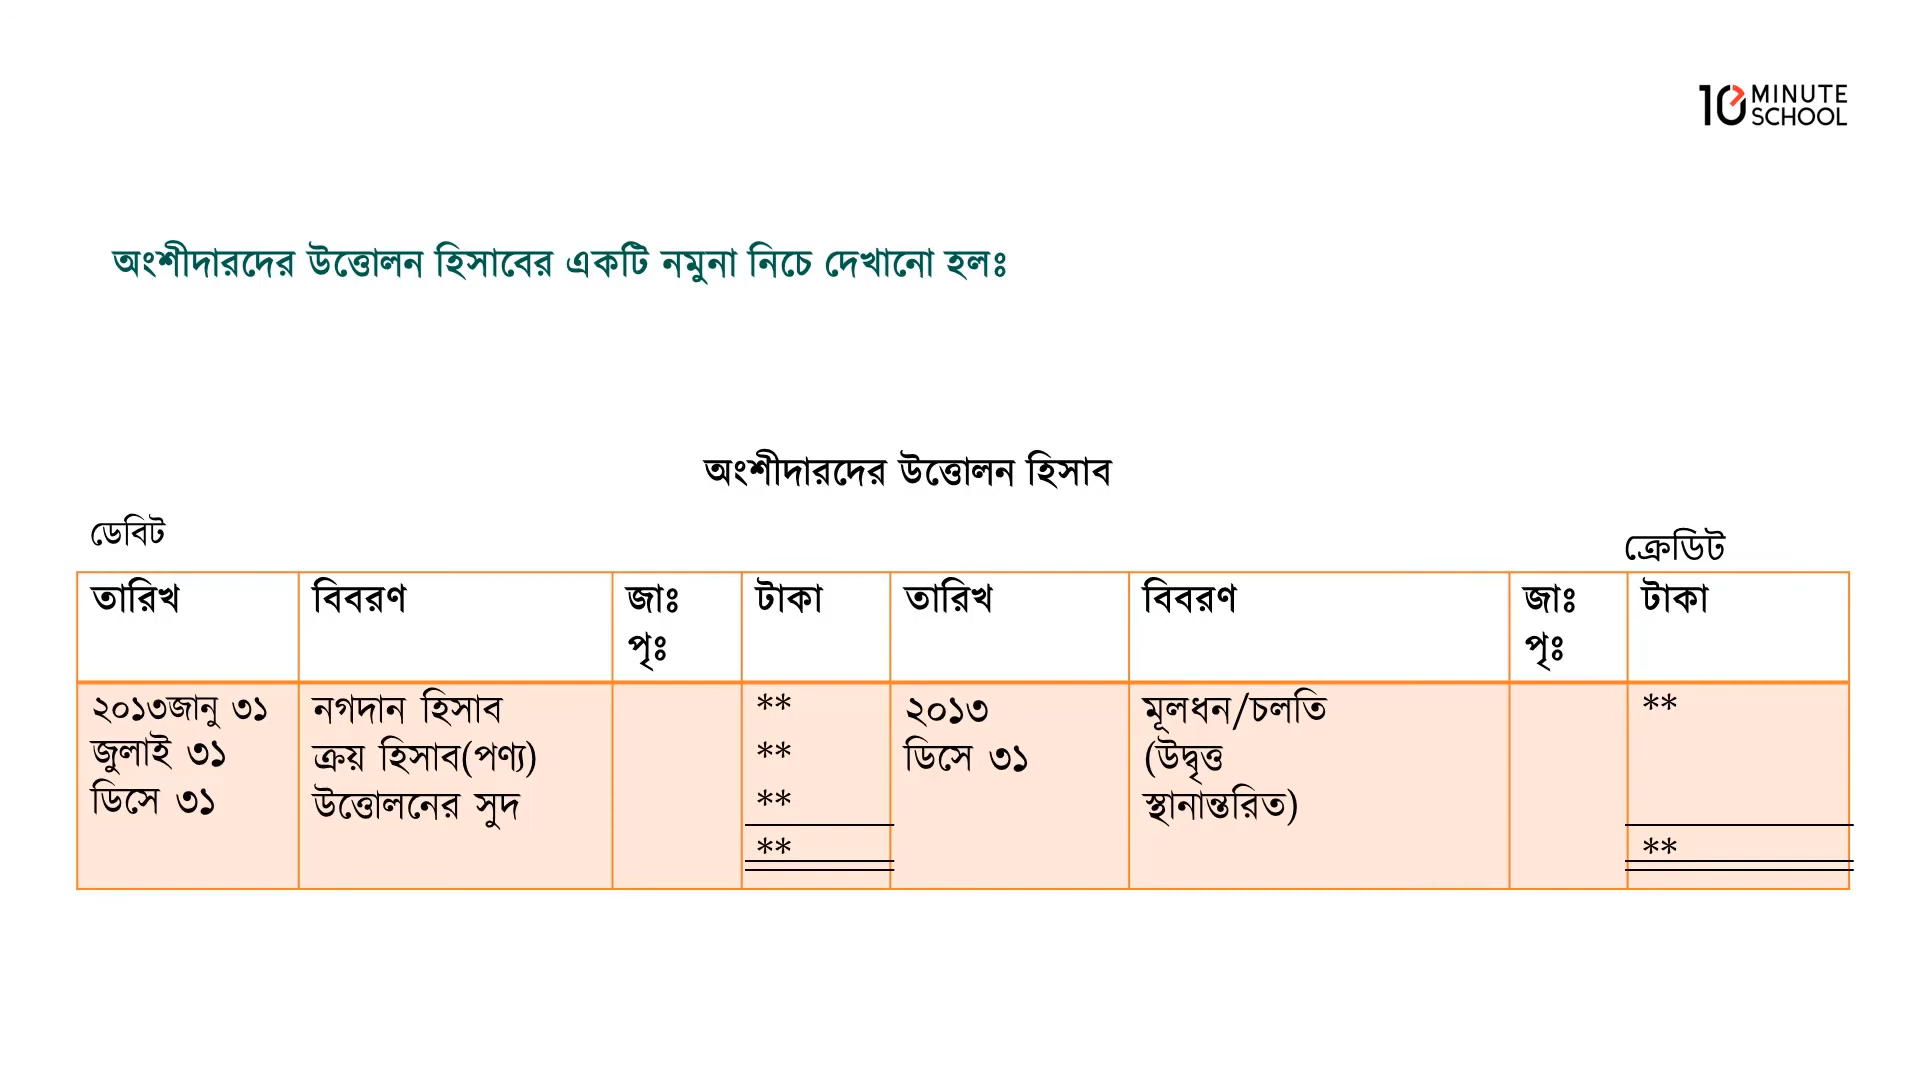 10 MINUTE
SCHOOL
অংশীদারদের উত্তোলন হিসাবের একটি নমুনা নিচে দেখানো হলঃ
অংশীদারদের উত্তোলন হিসাব
ডেবিট
ক্রেডিট
তারিখ বিবরণ জাঃ টাকা তারিখ বিবরণ জাঃ টাকা
পৃঃ পৃঃ
২০১৩জানু ৩১ নগদান হিসাব ** ২০১৩ মূলধন/চলতি **
জুলাই ৩১ ক্রয় হিসাব(পণ্য) ** ডিসে ৩১ (উদ্বৃত্ত
ডিসে ৩১ উত্তোলনের সুদ ** স্থানান্তরিত)
** **